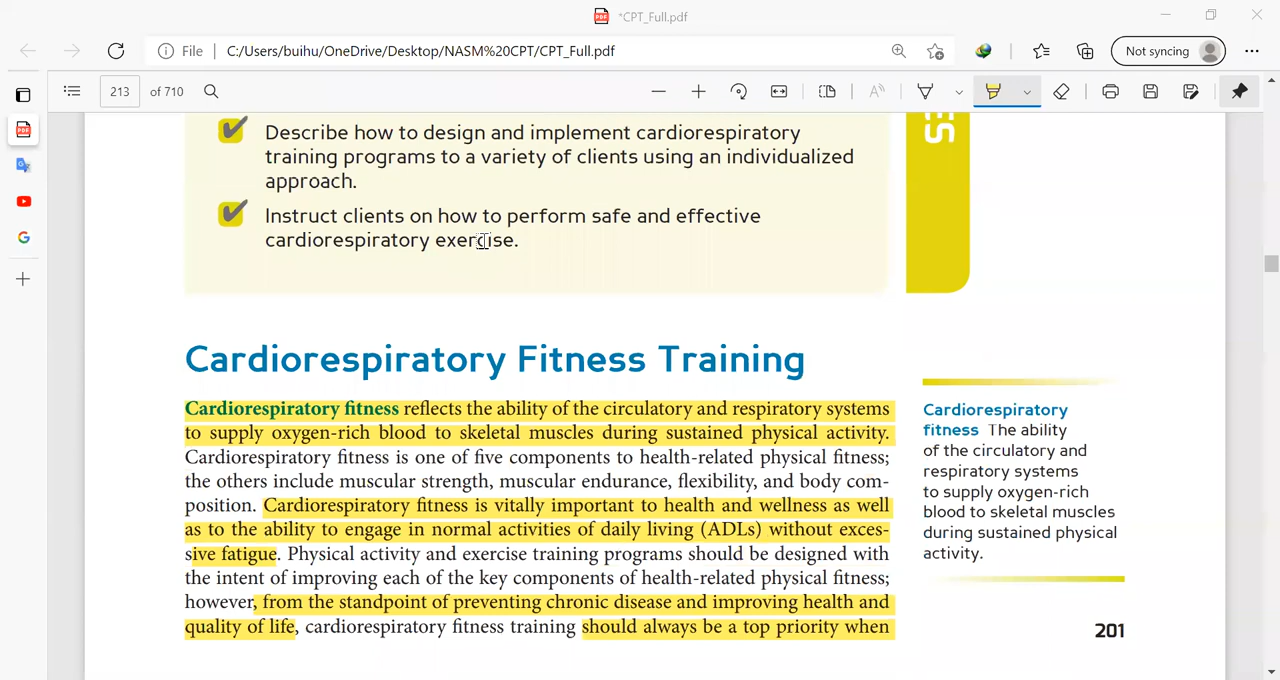 *CPT_Full.pdf
File
C:/Users/buihu/OneDrive/Desktop/NASM%20CPT/CPT_Full.pdf
Not syncing
213 of 710
Describe how to design and implement cardiorespiratory
training programs to a variety of clients using an individualized
approach.
Instruct clients on how to perform safe and effective
cardiorespiratory exercise.
ES
Cardiorespiratory Fitness Training
Cardiorespiratory fitness reflects the ability of the circulatory and respiratory systems
to supply oxygen-rich blood to skeletal muscles during sustained physical activity.
Cardiorespiratory fitness is one of five components to health-related physical fitness;
the others include muscular strength, muscular endurance, flexibility, and body com-
position. Cardiorespiratory fitness is vitally important to health and wellness as well
as to the ability to engage in normal activities of daily living (ADLs) without exces-
sive fatigue. Physical activity and exercise training programs should be designed with
the intent of improving each of the key components of health-related physical fitness;
however, from the standpoint of preventing chronic disease and improving health and
quality of life, cardiorespiratory fitness training should always be a top priority when
Cardiorespiratory
fitness The ability
of the circulatory and
respiratory systems
to supply oxygen-rich
blood to skeletal muscles
during sustained physical
activity.
201